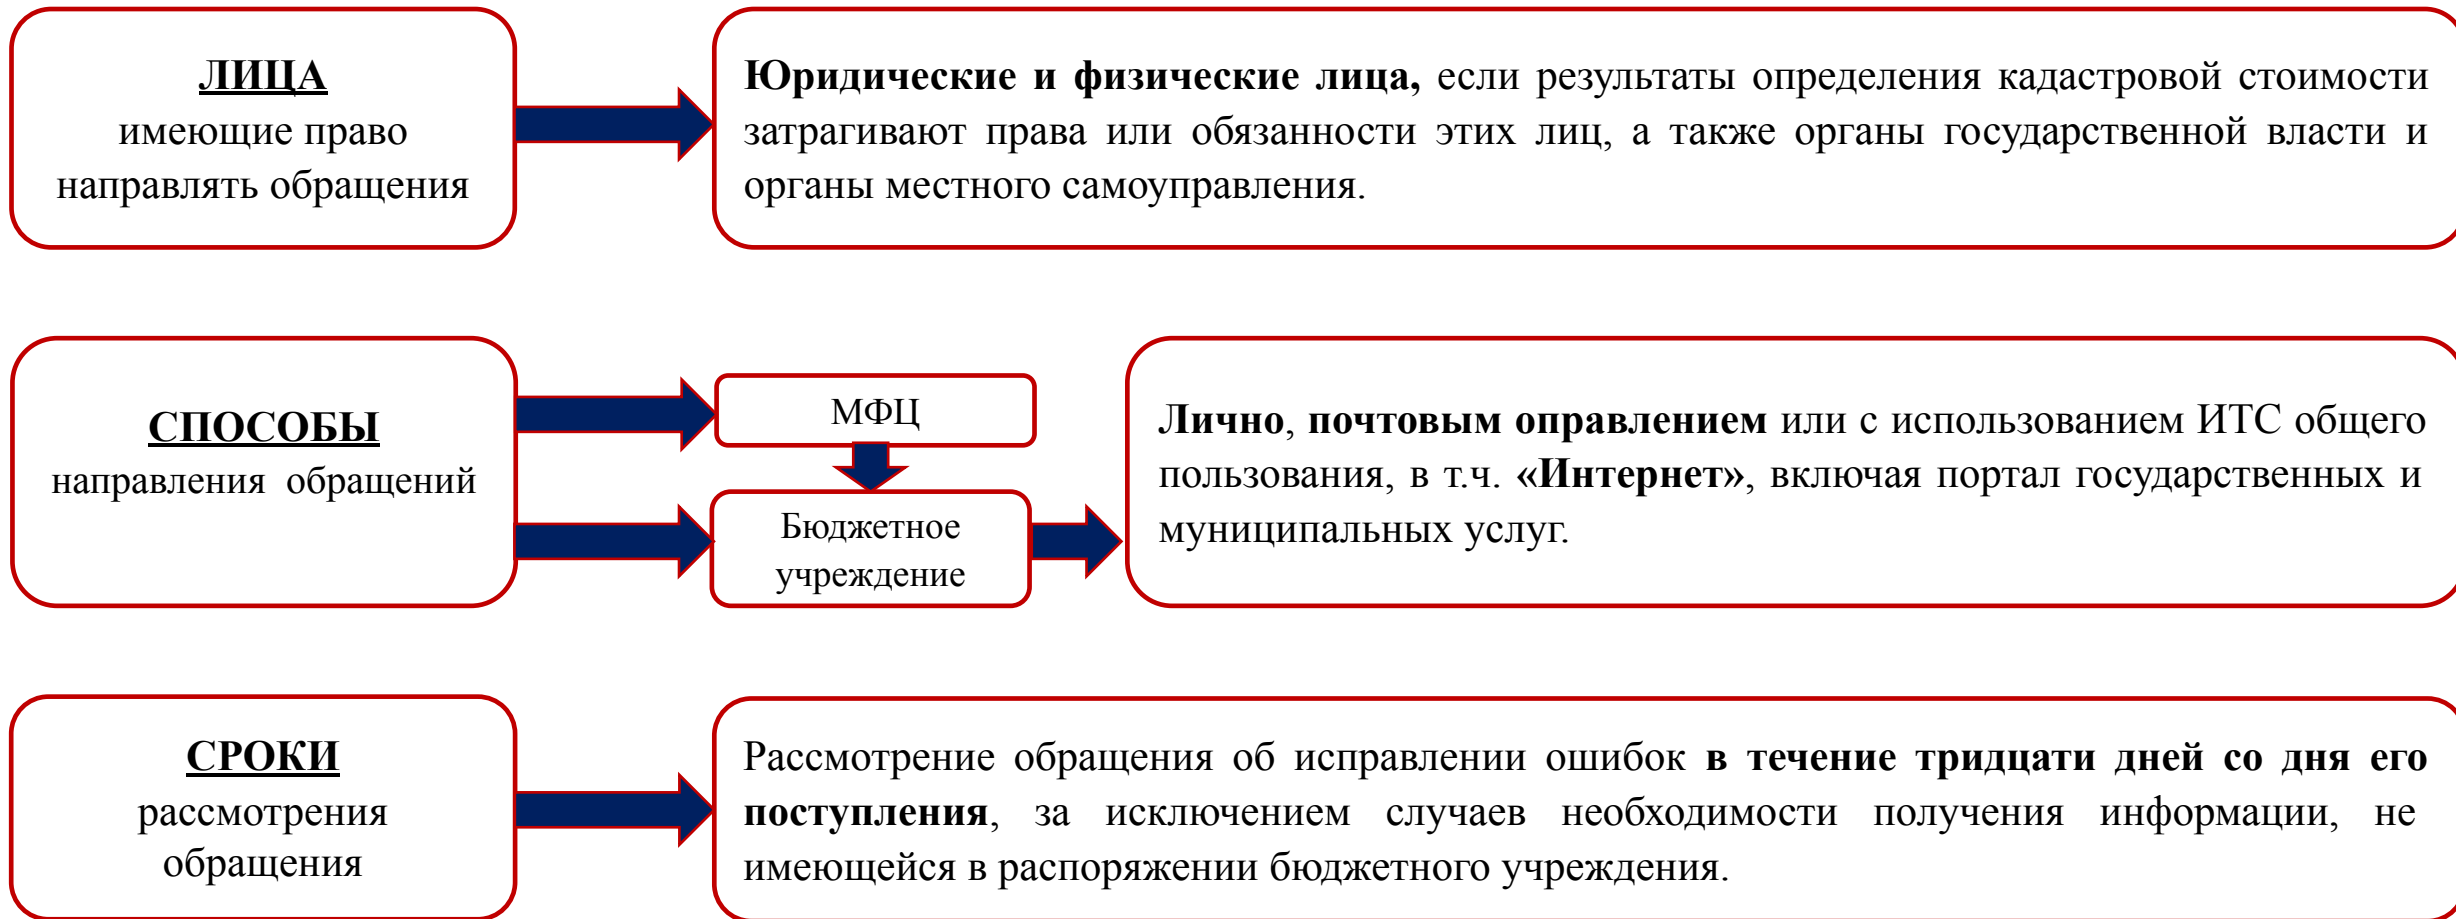 ЛИЦА
имеющие право
направлять обращения
Юридические и физические лица, если результаты определения кадастровой стоимости
затрагивают права или обязанности этих лиц, а также органы государственной власти и
органы местного самоуправления.
СПОСОБЫ
направления обращений
МФЦ
Бюджетное
учреждение
Лично, почтовым оправлением или с использованием ИТС общего
пользования, в т.ч. «Интернет», включая портал государственных и
муниципальных услуг.
СРОКИ
рассмотрения
обращения
Рассмотрение обращения об исправлении ошибок в течение тридцати дней со дня его
поступления, за исключением случаев необходимости получения информации, не
имеющейся в распоряжении бюджетного учреждения.